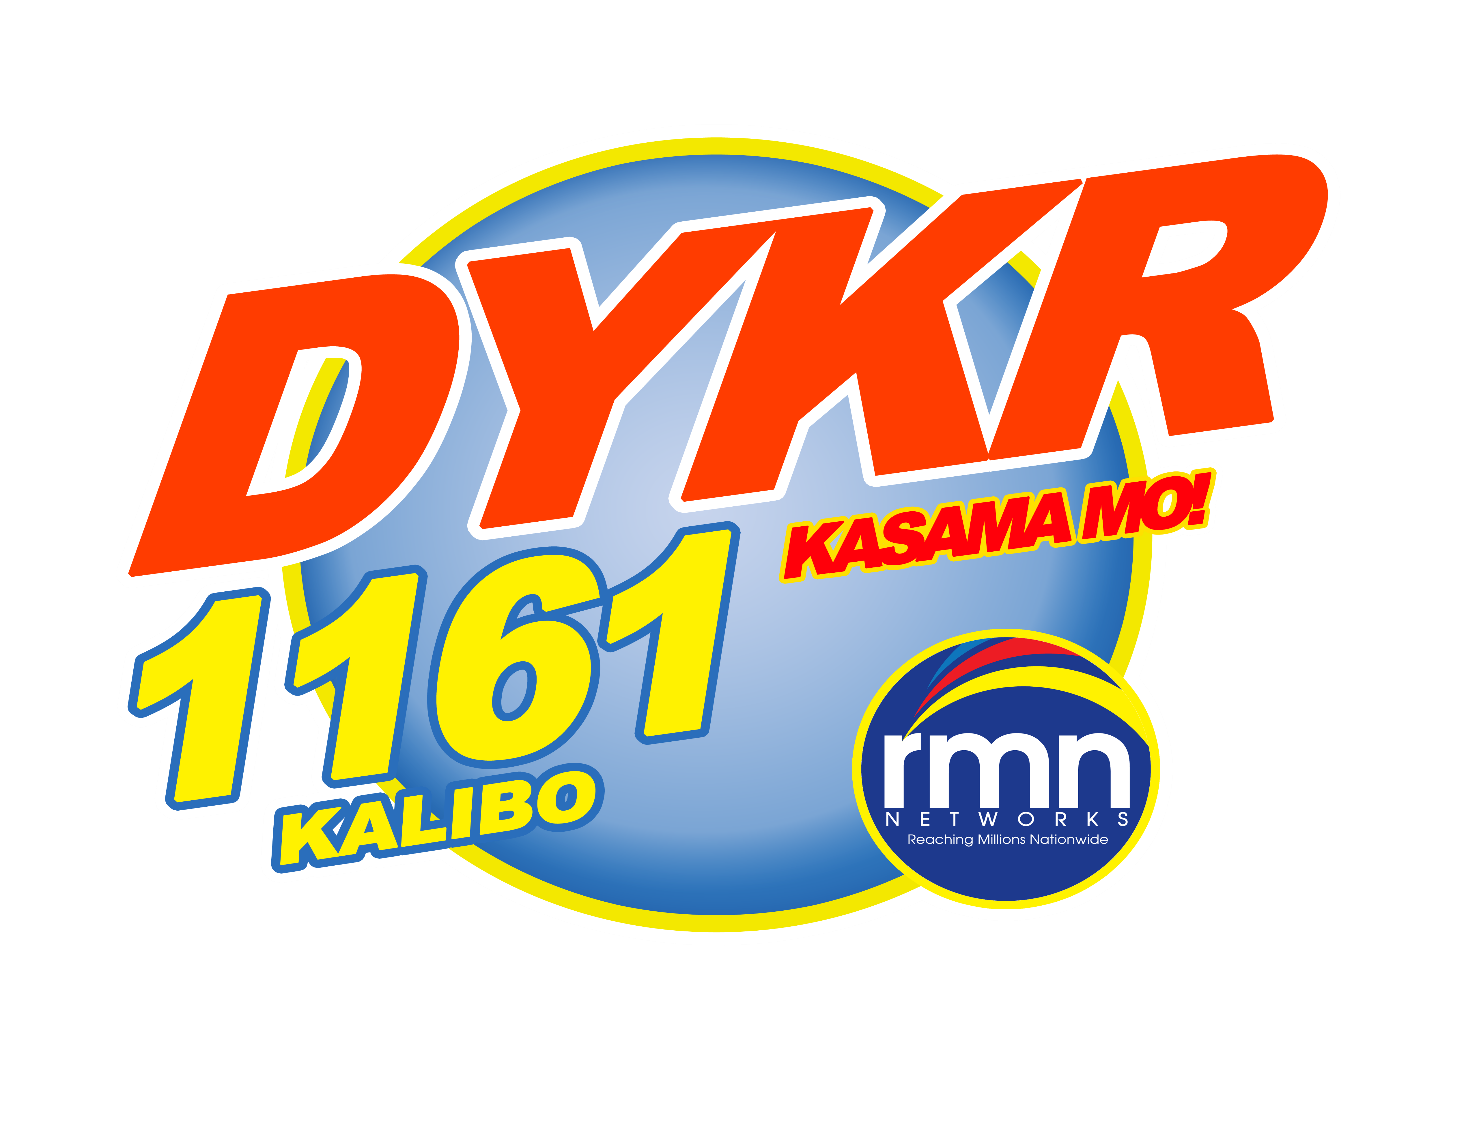 DYKR
KASAMA MO!
1161
KALIBO
rmn
NETWORKS
Reaching Millions Nationwide